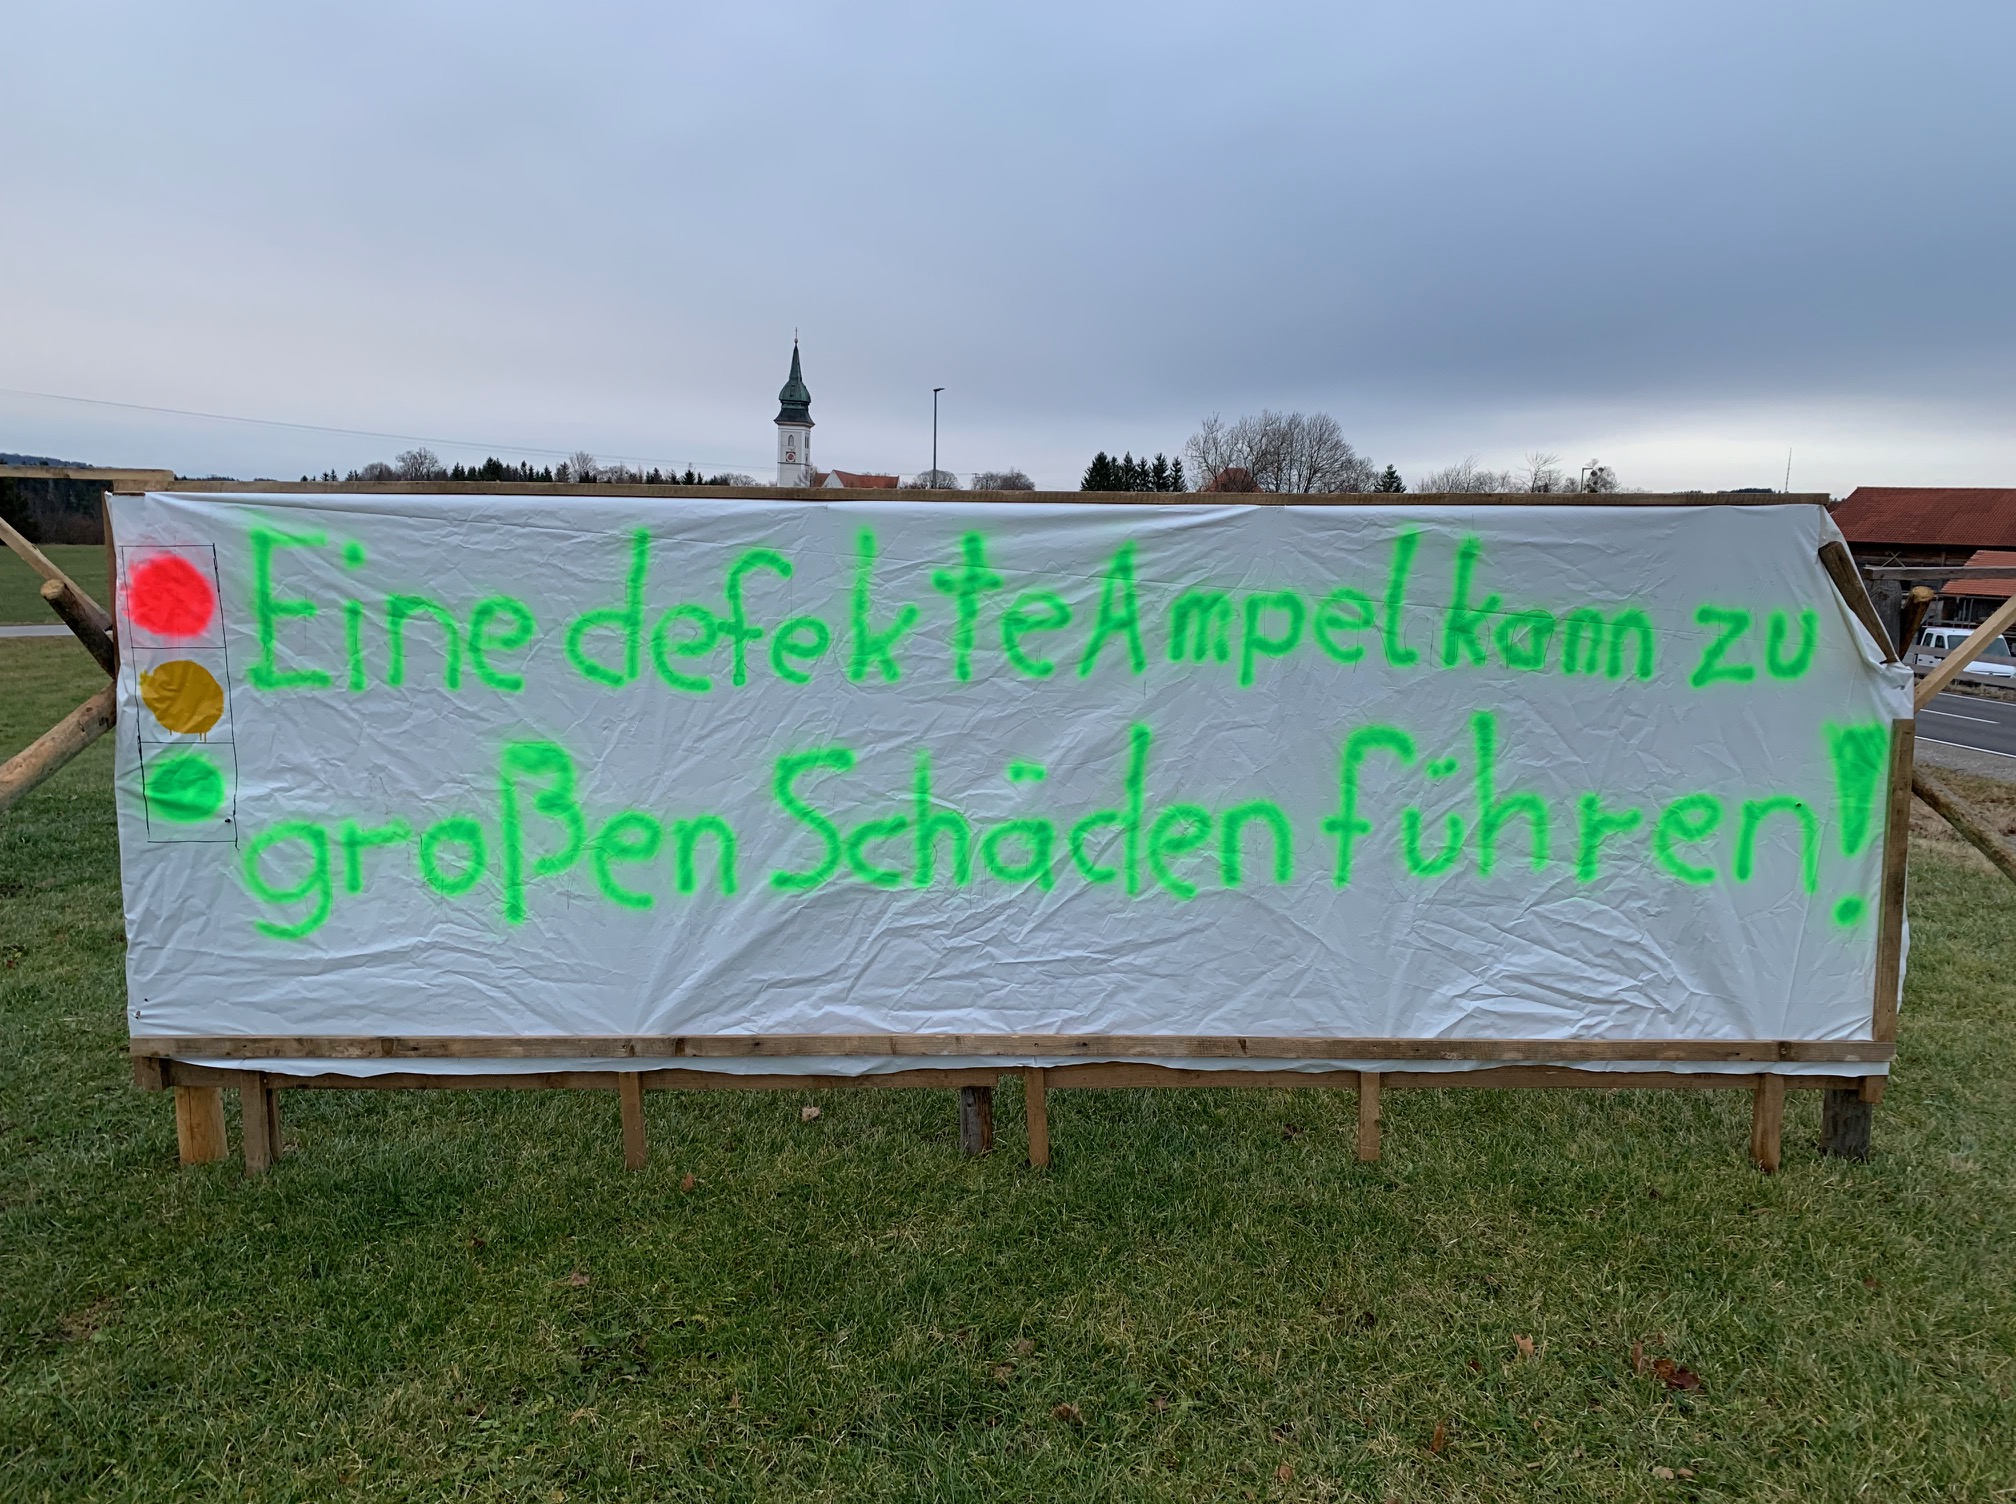 Eine defekte Ampel kann zu
großen Schäden führen!